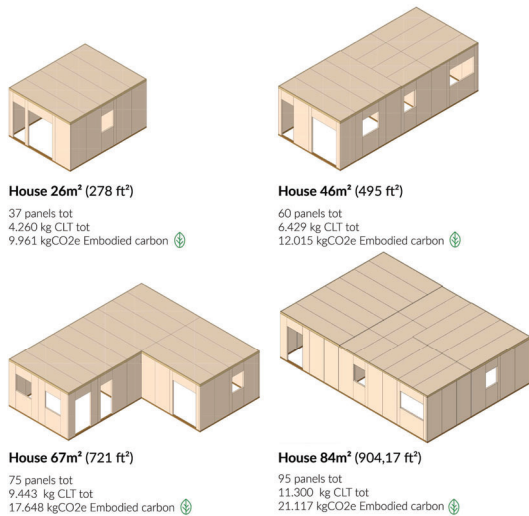 House 26m² (278 ft²)
37 panels tot
4.260 kg CLT tot
9.961 kgCO2e Embodied carbon
House 46m² (495 ft²)
60 panels tot
6.429 kg CLT tot
12.015 kgCO2e Embodied carbon
House 67m² (721 ft²)
75 panels tot
9.443 kg CLT tot
17.648 kgCO2e Embodied carbon
House 84m² (904,17 ft²)
95 panels tot
11.300 kg CLT tot
21.117 kgCO2e Embodied carbon